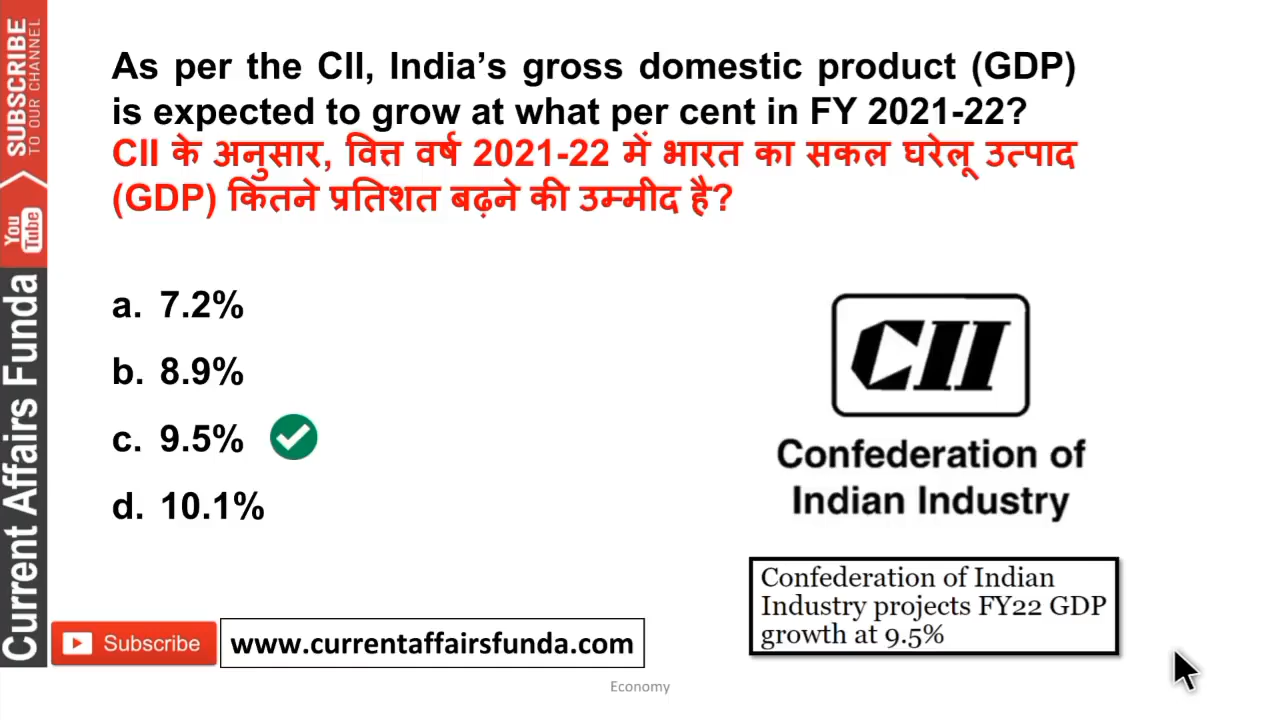 As per the CII, India’s gross domestic product (GDP)
is expected to grow at what per cent in FY 2021-22?
CII के अनुसार, वित्त वर्ष 2021-22 में भारत का सकल घरेलू उत्पाद
(GDP) कितने प्रतिशत बढ़ने की उम्मीद है?
a. 7.2%
b. 8.9%
c. 9.5%
d. 10.1%
CII
Confederation of
Indian Industry
Confederation of Indian
Industry projects FY22 GDP
growth at 9.5%
Subscribe
www.currentaffairsfunda.com
Economy
SUBSCRIBE
TO OUR CHANNEL
You
Tube
Current Affairs Funda